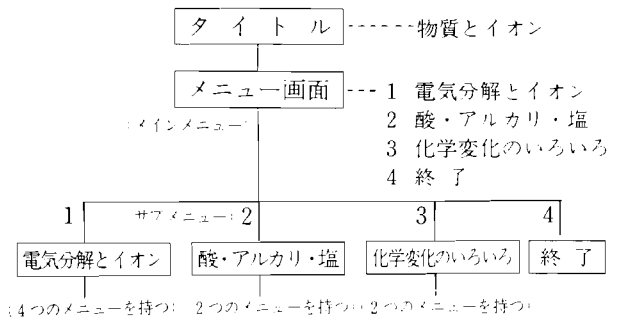 タイトル 物質とイオン
メニュー画面 1 電気分解とイオン
(メインメニュー) 2 酸・アルカリ・塩
3 化学変化のいろいろ
4 終了
1 サブメニュー: 2 3 4
電気分解とイオン 酸・アルカリ・塩 化学変化のいろいろ 終了
(4つのメニューを持つ) 2つのメニューを持つ) (2つのメニューを持つ)